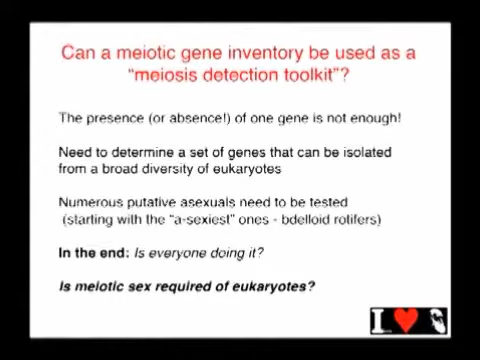 Can a meiotic gene inventory be used as a
“meiosis detection toolkit”?
The presence (or absence!) of one gene is not enough!
Need to determine a set of genes that can be isolated
from a broad diversity of eukaryotes
Numerous putative asexuals need to be tested
(starting with the “a-sexiest” ones - bdelloid rotifers)
In the end: Is everyone doing it?
Is meiotic sex required of eukaryotes?
I